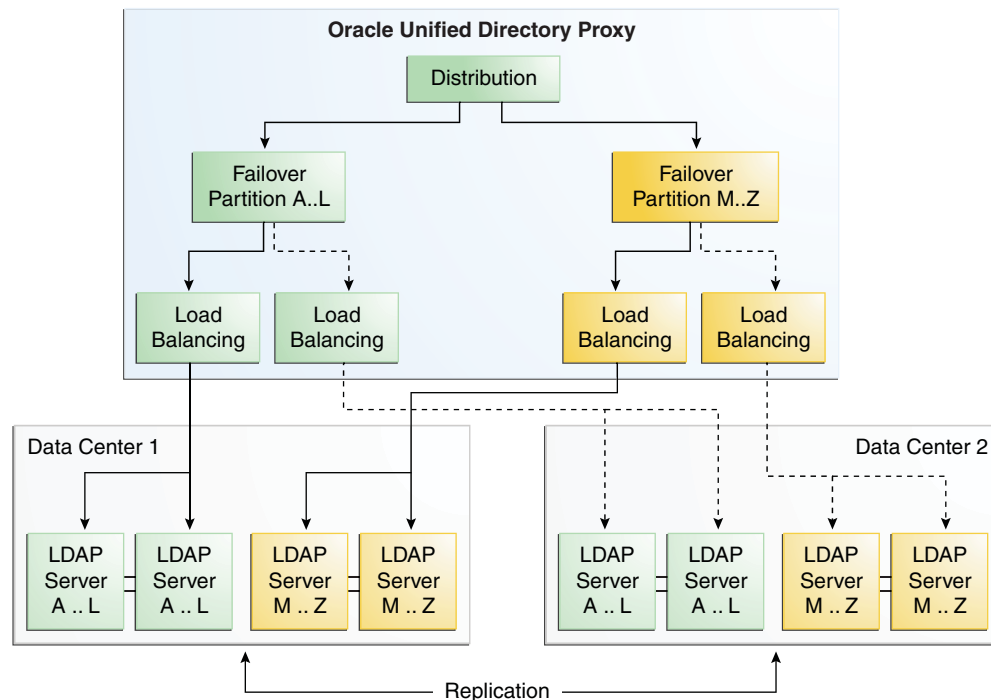 Oracle Unified Directory Proxy
Distribution
Failover
Partition A..L
Failover
Partition M..Z
Load
Balancing
Load
Balancing
Load
Balancing
Load
Balancing
Data Center 1
LDAP
Server
A .. L
LDAP
Server
A .. L
LDAP
Server
M .. Z
LDAP
Server
M .. Z
Data Center 2
LDAP
Server
A .. L
LDAP
Server
A .. L
LDAP
Server
M .. Z
LDAP
Server
M .. Z
Replication